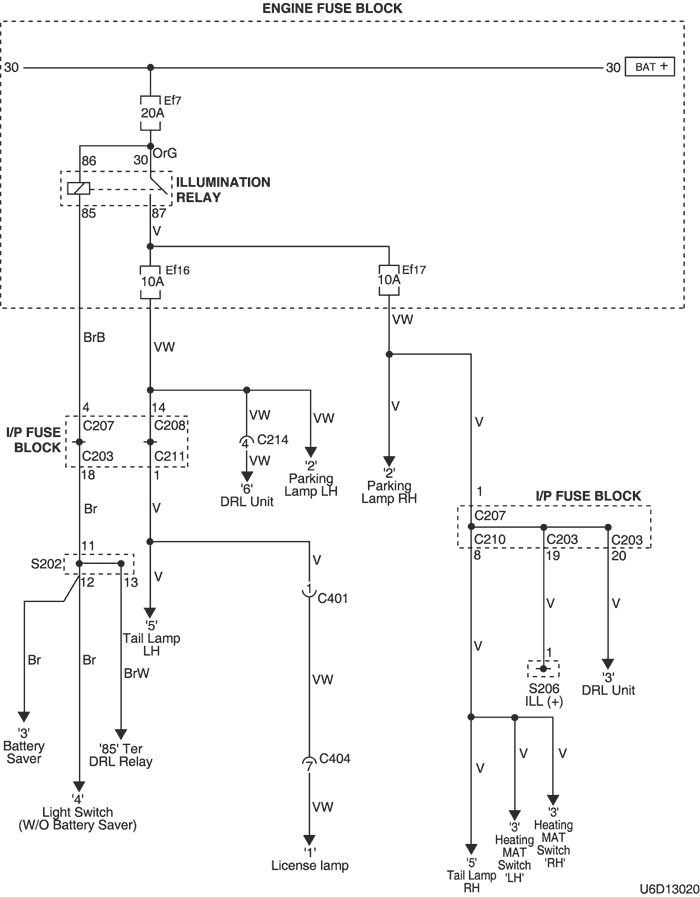 ENGINE FUSE BLOCK
30
30
BAT +
Ef7
20A
OrG
86
30
ILLUMINATION
RELAY
85
87
V
Ef16
10A
Ef17
10A
VW
BrB
VW
V
V
4
14
VW
VW
I/P FUSE
BLOCK
C207
C208
4
C214
C203
C211
VW
18
1
'6'
DRL Unit
'2'
Parking
Lamp LH
'2'
Parking
Lamp RH
1
I/P FUSE BLOCK
Br
V
C207
C210
C203
C203
8
19
20
11
S202
12
13
V
V
1
C401
'5'
Tail Lamp
LH
V
V
V
Br
Br
BrW
VW
1
S206
ILL (+)
'3'
DRL Unit
'3'
Battery
Saver
'85' Ter
DRL Relay
7
C404
V
V
V
'4'
Light Switch
(W/O Battery Saver)
VW
'1'
License lamp
'5'
Tail Lamp
RH
'3'
Heating
MAT
Switch
'LH'
'3'
Heating
MAT
Switch
'RH'
U6D13020